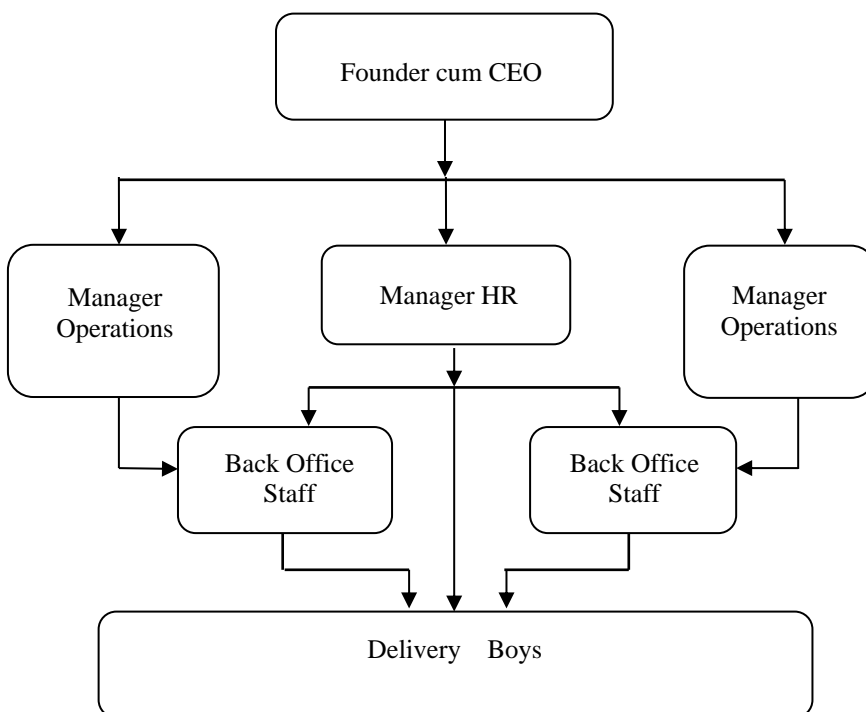 Founder cum CEO
Manager
Operations
Manager HR
Manager
Operations
Back Office
Staff
Back Office
Staff
Delivery Boys